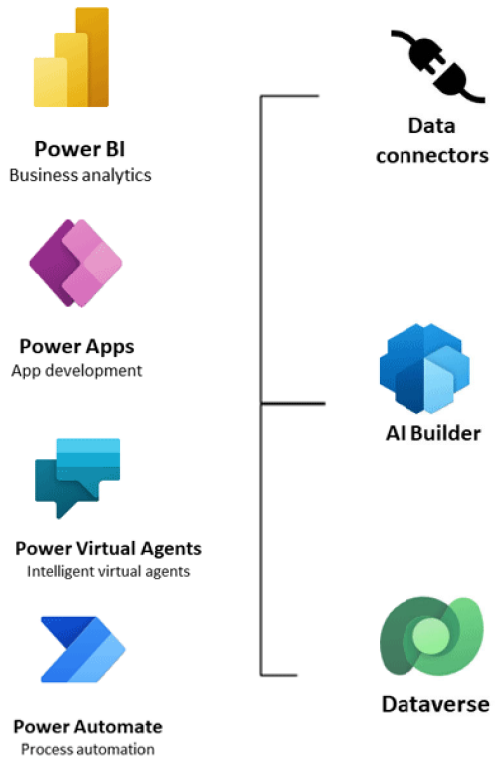 Power BI
Business analytics
Power Apps
App development
Power Virtual Agents
Intelligent virtual agents
Power Automate
Process automation
Data
connectors
AI Builder
Dataverse